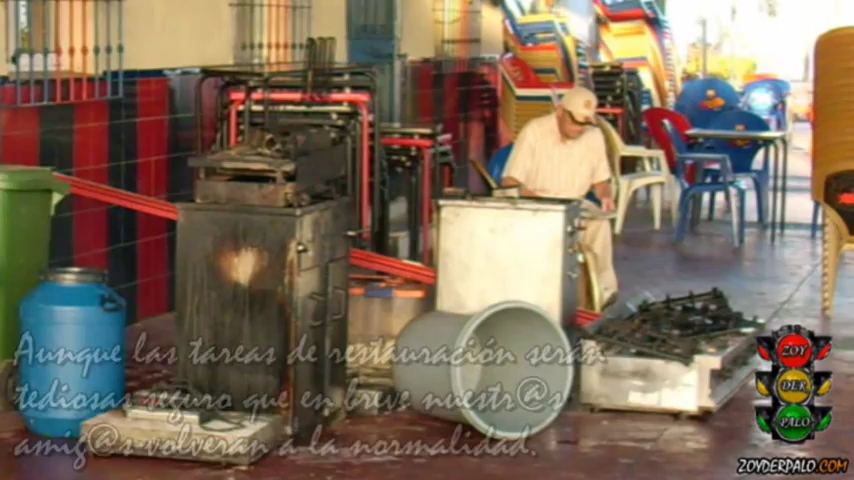 Aunque las tareas de restauración serán
tediosas seguro que en breve nuestr@s
amig@s volveran a la normalidad.
ZOY
DER
PALO
ZOYDERPALO.COM